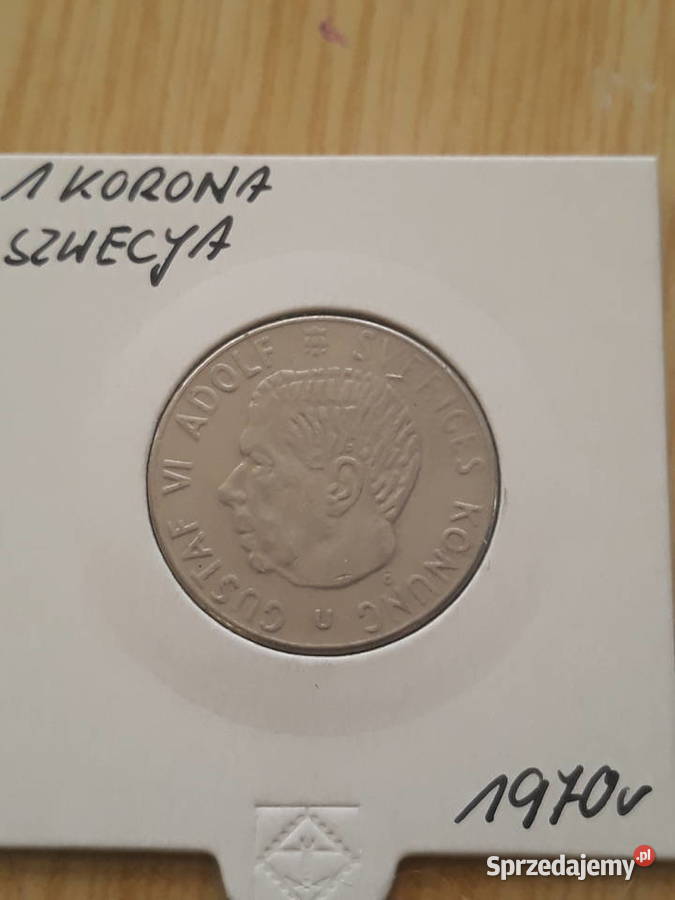 1 KORONA
SZWECJA
GUSTAF VI ADOLF ✻ SVERIGES KONUNG
U
1970r
Sprzedajemy.pl